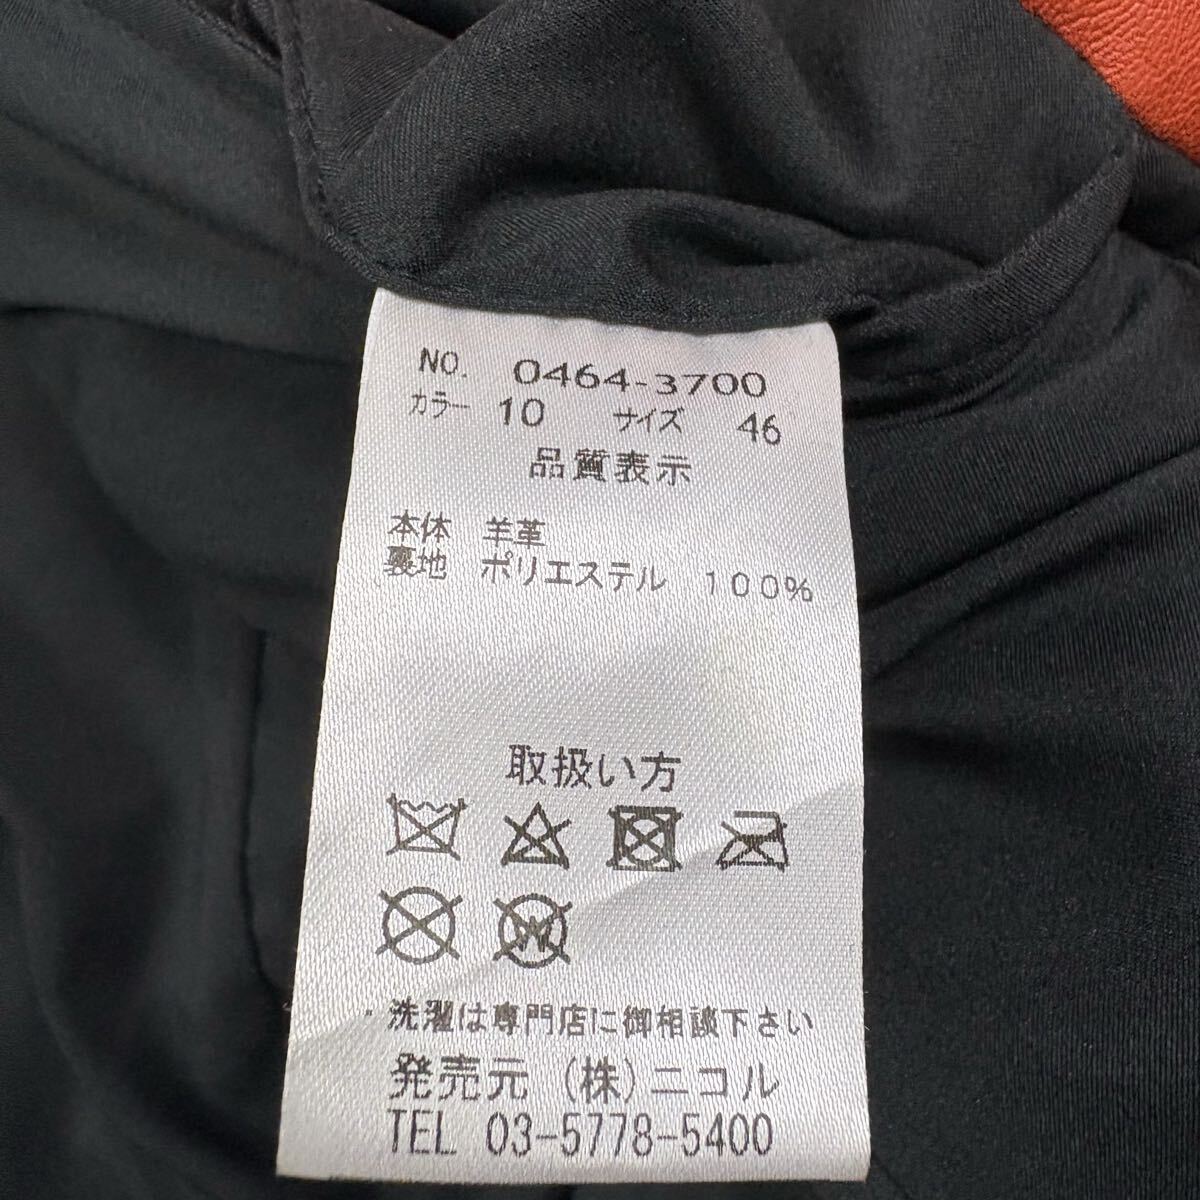 NO. 0464-3700
カラー 10 サイズ 46
品質表示
本体 羊革
裏地 ポリエステル 100%
取扱い方
W
・洗濯は専門店に御相談下さい
発売元 (株)ニコル
TEL 03-5778-5400